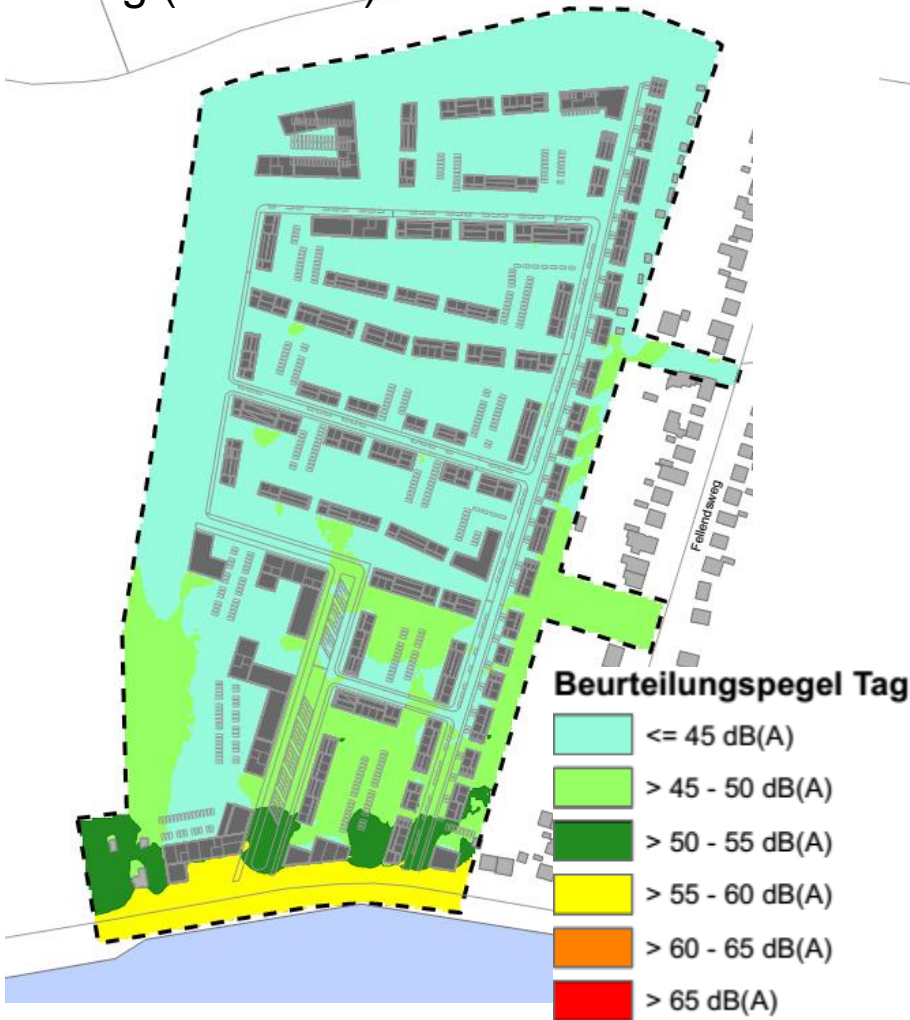 g (
)
Fellendsweg
Beurteilungspegel Tag
<= 45 dB(A)
> 45 - 50 dB(A)
> 50 - 55 dB(A)
> 55 - 60 dB(A)
> 60 - 65 dB(A)
> 65 dB(A)